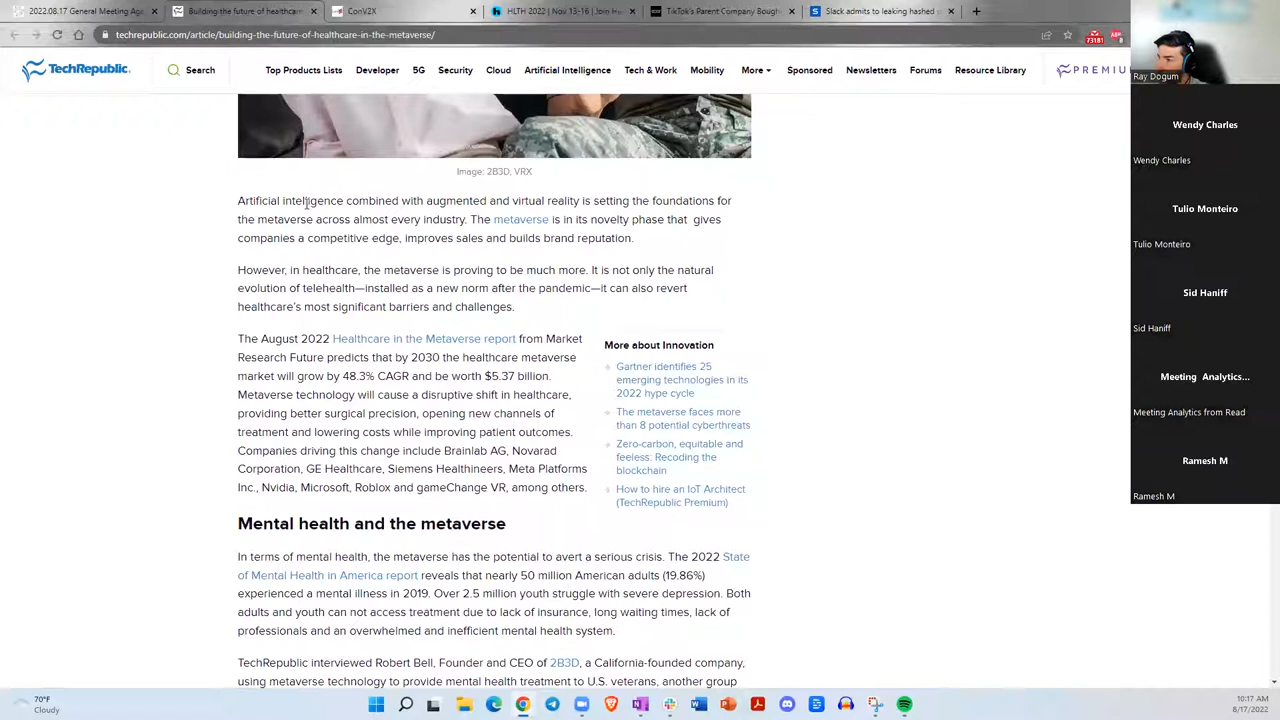 2022.08.17 General Meeting Age
Building the future of healthcare
ConV2X
HLTH 2022 | Nov 13-16 | Join He
TikTok's Parent Company Bough
Slack admits to leaking hashed
techrepublic.com/article/building-the-future-of-healthcare-in-the-metaverse/
73181
TechRepublic.
Search
Top Products Lists
Developer
5G
Security
Cloud
Artificial Intelligence
Tech & Work
Mobility
More
Sponsored
Newsletters
Forums
Resource Library
PREMIU
Image: 2B3D, VRX
Artificial intelligence combined with augmented and virtual reality is setting the foundations for
the metaverse across almost every industry. The metaverse is in its novelty phase that gives
companies a competitive edge, improves sales and builds brand reputation.
However, in healthcare, the metaverse is proving to be much more. It is not only the natural
evolution of telehealth—installed as a new norm after the pandemic—it can also revert
healthcare's most significant barriers and challenges.
The August 2022 Healthcare in the Metaverse report from Market
Research Future predicts that by 2030 the healthcare metaverse
market will grow by 48.3% CAGR and be worth $5.37 billion.
Metaverse technology will cause a disruptive shift in healthcare,
providing better surgical precision, opening new channels of
treatment and lowering costs while improving patient outcomes.
Companies driving this change include Brainlab AG, Novarad
Corporation, GE Healthcare, Siemens Healthineers, Meta Platforms
Inc., Nvidia, Microsoft, Roblox and gameChange VR, among others.
More about Innovation
Gartner identifies 25
emerging technologies in its
2022 hype cycle
The metaverse faces more
than 8 potential cyberthreats
Zero-carbon, equitable and
feeless: Recoding the
blockchain
How to hire an IoT Architect
(TechRepublic Premium)
Mental health and the metaverse
In terms of mental health, the metaverse has the potential to avert a serious crisis. The 2022 State
of Mental Health in America report reveals that nearly 50 million American adults (19.86%)
experienced a mental illness in 2019. Over 2.5 million youth struggle with severe depression. Both
adults and youth can not access treatment due to lack of insurance, long waiting times, lack of
professionals and an overwhelmed and inefficient mental health system.
TechRepublic interviewed Robert Bell, Founder and CEO of 2B3D, a California-founded company,
using metaverse technology to provide mental health treatment to U.S. veterans, another group
Ray Dogum
Wendy Charles
Wendy Charles
Tulio Monteiro
Tulio Monteiro
Sid Haniff
Sid Haniff
Meeting Analytics...
Meeting Analytics from Read
Ramesh M
Ramesh M
70°F
Cloudy
10:17 AM
8/17/2022